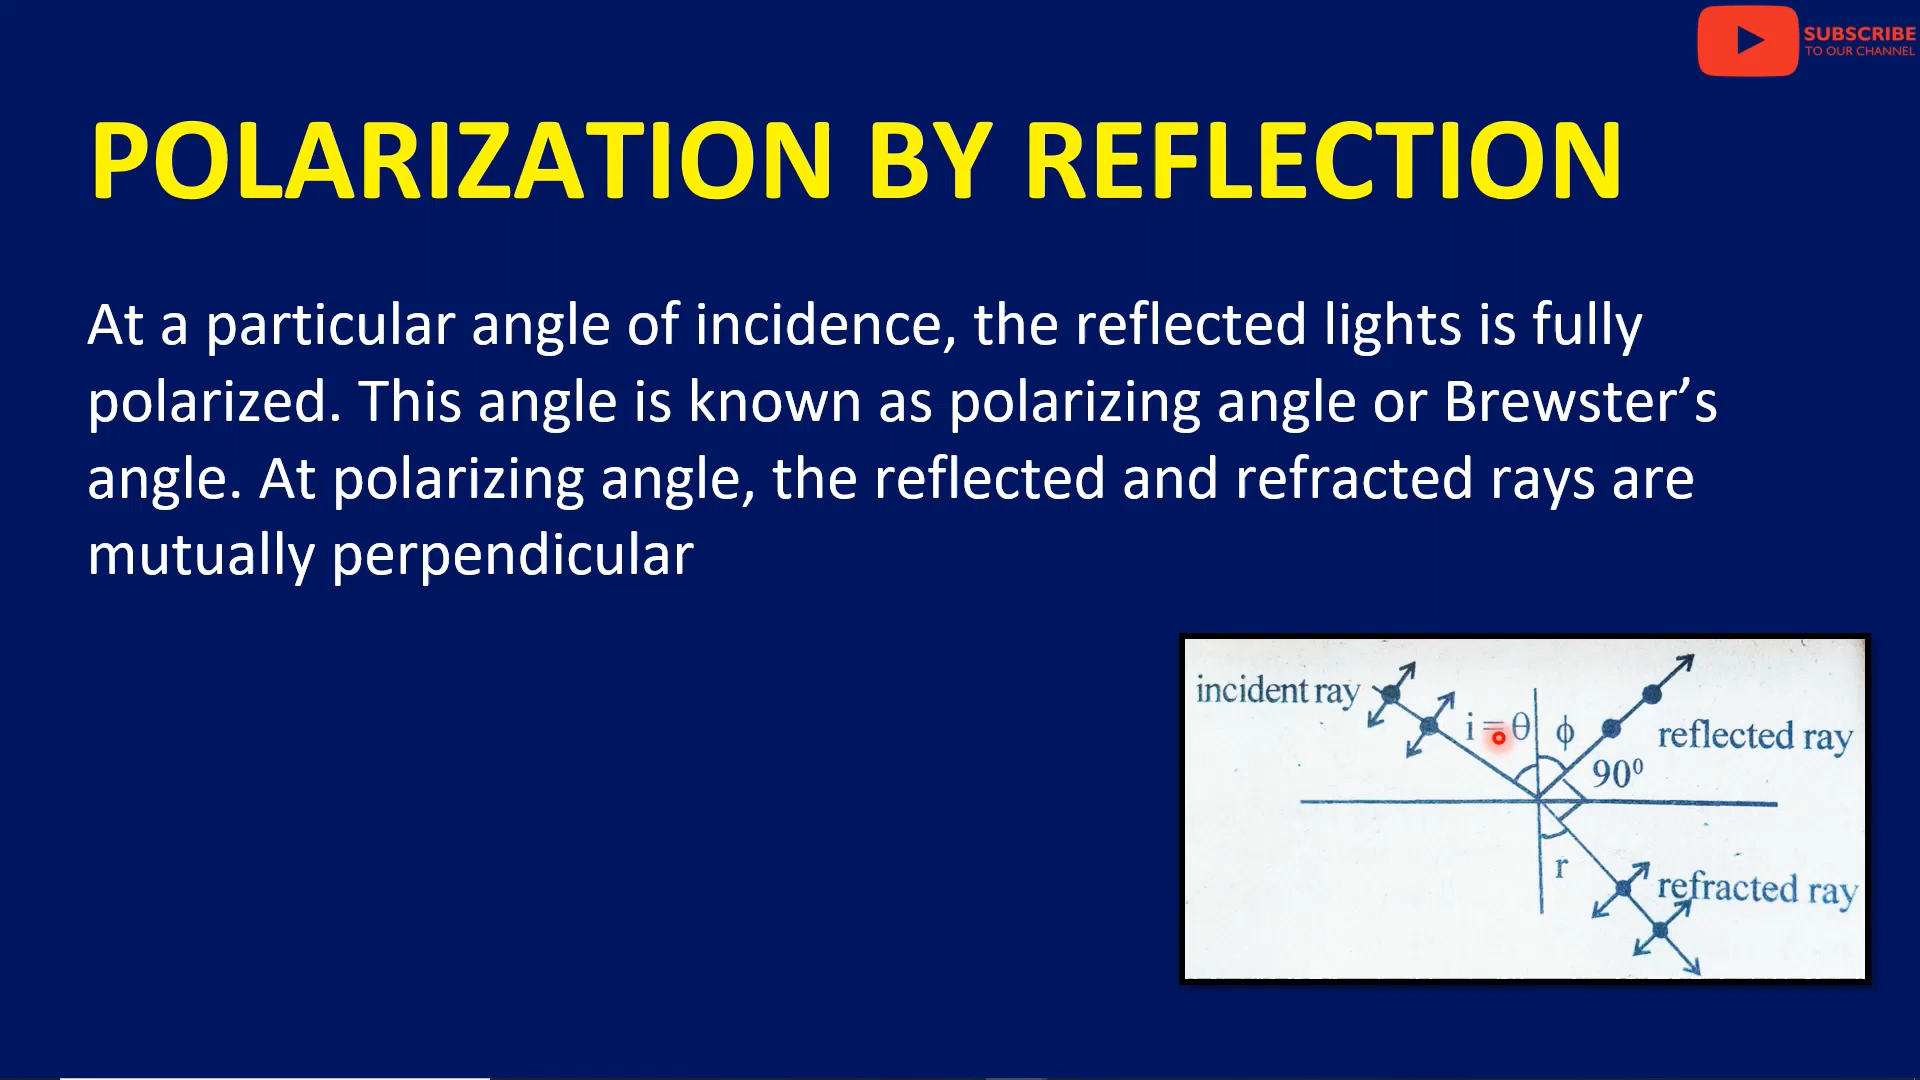 SUBSCRIBE
TO OUR CHANNEL
POLARIZATION BY REFLECTION
At a particular angle of incidence, the reflected lights is fully
polarized. This angle is known as polarizing angle or Brewster’s
angle. At polarizing angle, the reflected and refracted rays are
mutually perpendicular
incident ray
i = θ
ϕ
reflected ray
90⁰
r
refracted ray